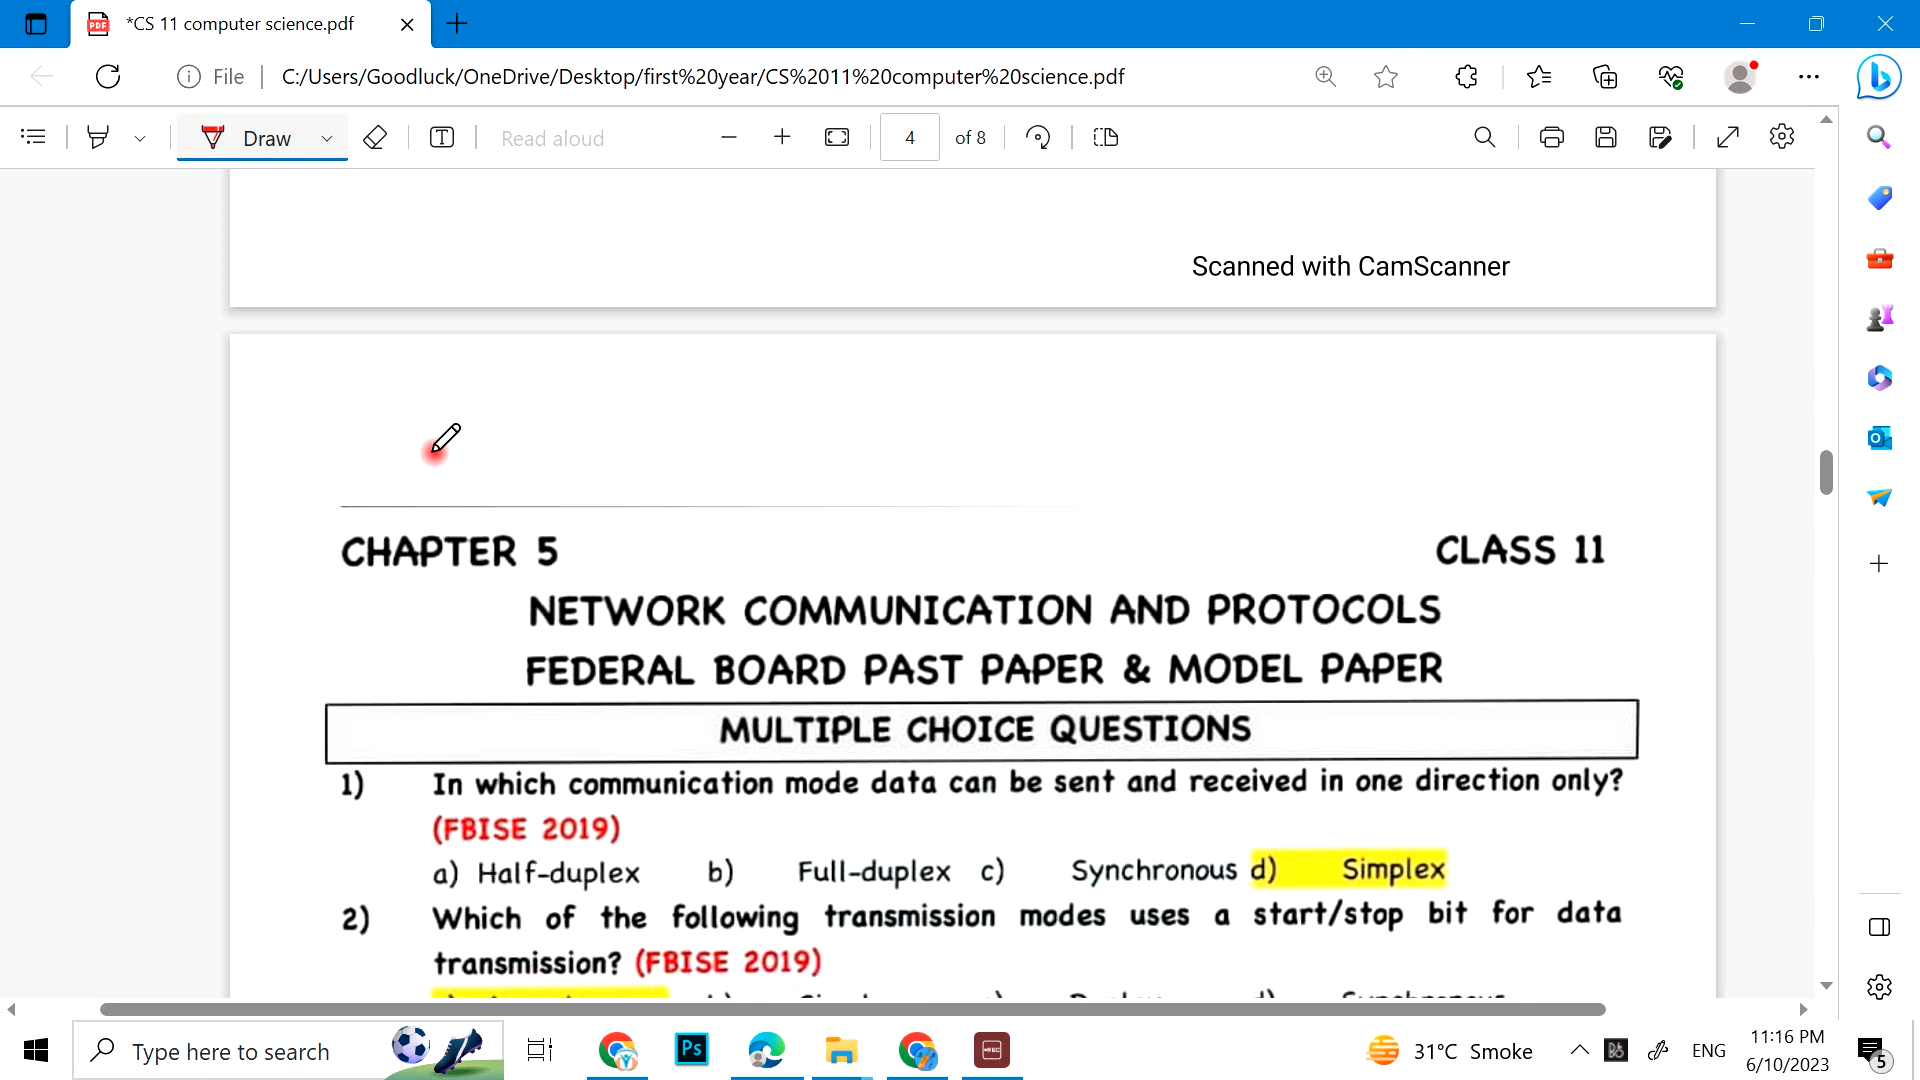 *CS 11 computer science.pdf
File
C:/Users/Goodluck/OneDrive/Desktop/first%20year/CS%2011%20computer%20science.pdf
Draw
Read aloud
4 of 8
Scanned with CamScanner
CHAPTER 5 CLASS 11
NETWORK COMMUNICATION AND PROTOCOLS
FEDERAL BOARD PAST PAPER & MODEL PAPER
MULTIPLE CHOICE QUESTIONS
1) In which communication mode data can be sent and received in one direction only?
(FBISE 2019)
a) Half-duplex b) Full-duplex c) Synchronous d) Simplex
2) Which of the following transmission modes uses a start/stop bit for data
transmission? (FBISE 2019)
Type here to search
Ps
REC
31°C Smoke
ENG
11:16 PM
6/10/2023
5